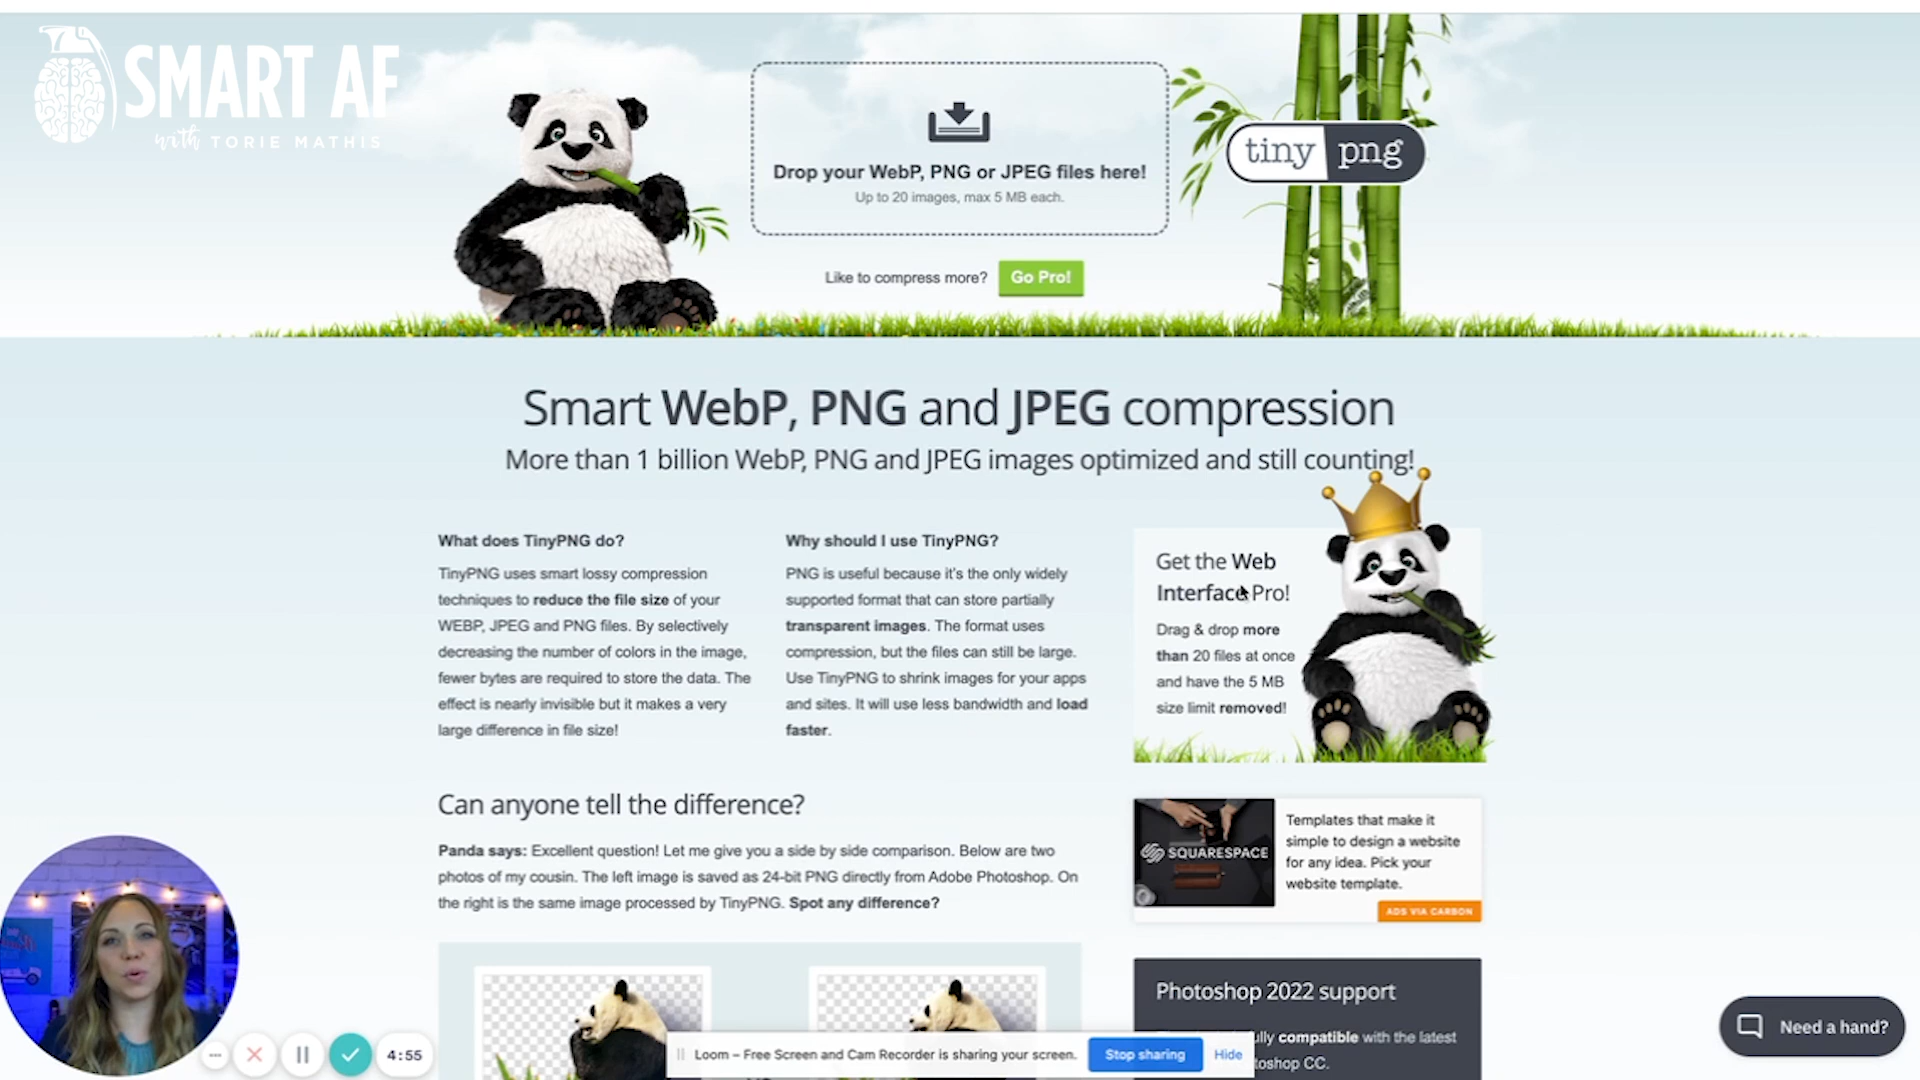 SMART AF
with TORIE MATHIS
Drop your WebP, PNG or JPEG files here!
Up to 20 images, max 5 MB each.
tiny png
Like to compress more? Go Pro!
Smart WebP, PNG and JPEG compression
More than 1 billion WebP, PNG and JPEG images optimized and still counting!
What does TinyPNG do?
TinyPNG uses smart lossy compression
techniques to reduce the file size of your
WEBP, JPEG and PNG files. By selectively
decreasing the number of colors in the image,
fewer bytes are required to store the data. The
effect is nearly invisible but it makes a very
large difference in file size!
Why should I use TinyPNG?
PNG is useful because it's the only widely
supported format that can store partially
transparent images. The format uses
compression, but the files can still be large.
Use TinyPNG to shrink images for your apps
and sites. It will use less bandwidth and load
faster.
Get the Web
Interface Pro!
Drag & drop more
than 20 files at once
and have the 5 MB
size limit removed!
Can anyone tell the difference?
Panda says: Excellent question! Let me give you a side by side comparison. Below are two
photos of my cousin. The left image is saved as 24-bit PNG directly from Adobe Photoshop. On
the right is the same image processed by TinyPNG. Spot any difference?
SQUARESPACE
Templates that make it
simple to design a website
for any idea. Pick your
website template.
ADS VIA CARBON
Photoshop 2022 support
compatible with the latest
CC.
Need a hand?
4:55
Loom – Free Screen and Cam Recorder is sharing your screen.
Stop sharing
Hide